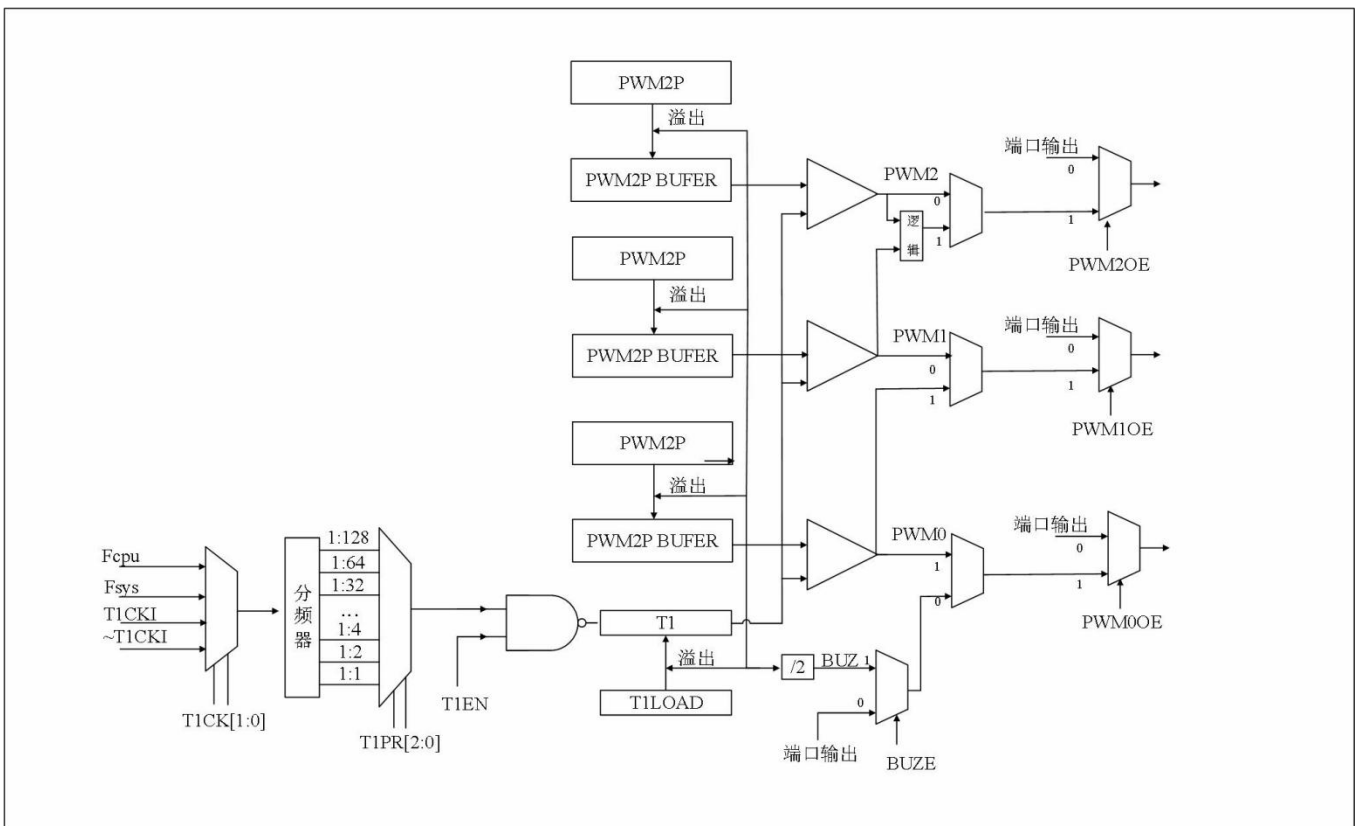 PWM2P
溢出
PWM2P BUFER
PWM2
0
逻
辑
1
端口输出
0
1
PWM2OE
PWM2P
溢出
PWM2P BUFER
PWM1
0
1
端口输出
0
1
PWM1OE
PWM2P
溢出
PWM2P BUFER
PWM0
1
0
端口输出
0
1
PWM0OE
Fcpu
Fsys
T1CKI
~T1CKI
T1CK[1:0]
分
频
器
1:128
1:64
1:32
...
1:4
1:2
1:1
T1PR[2:0]
T1EN
T1
溢出
T1LOAD
/2
BUZ 1
0
端口输出
BUZE